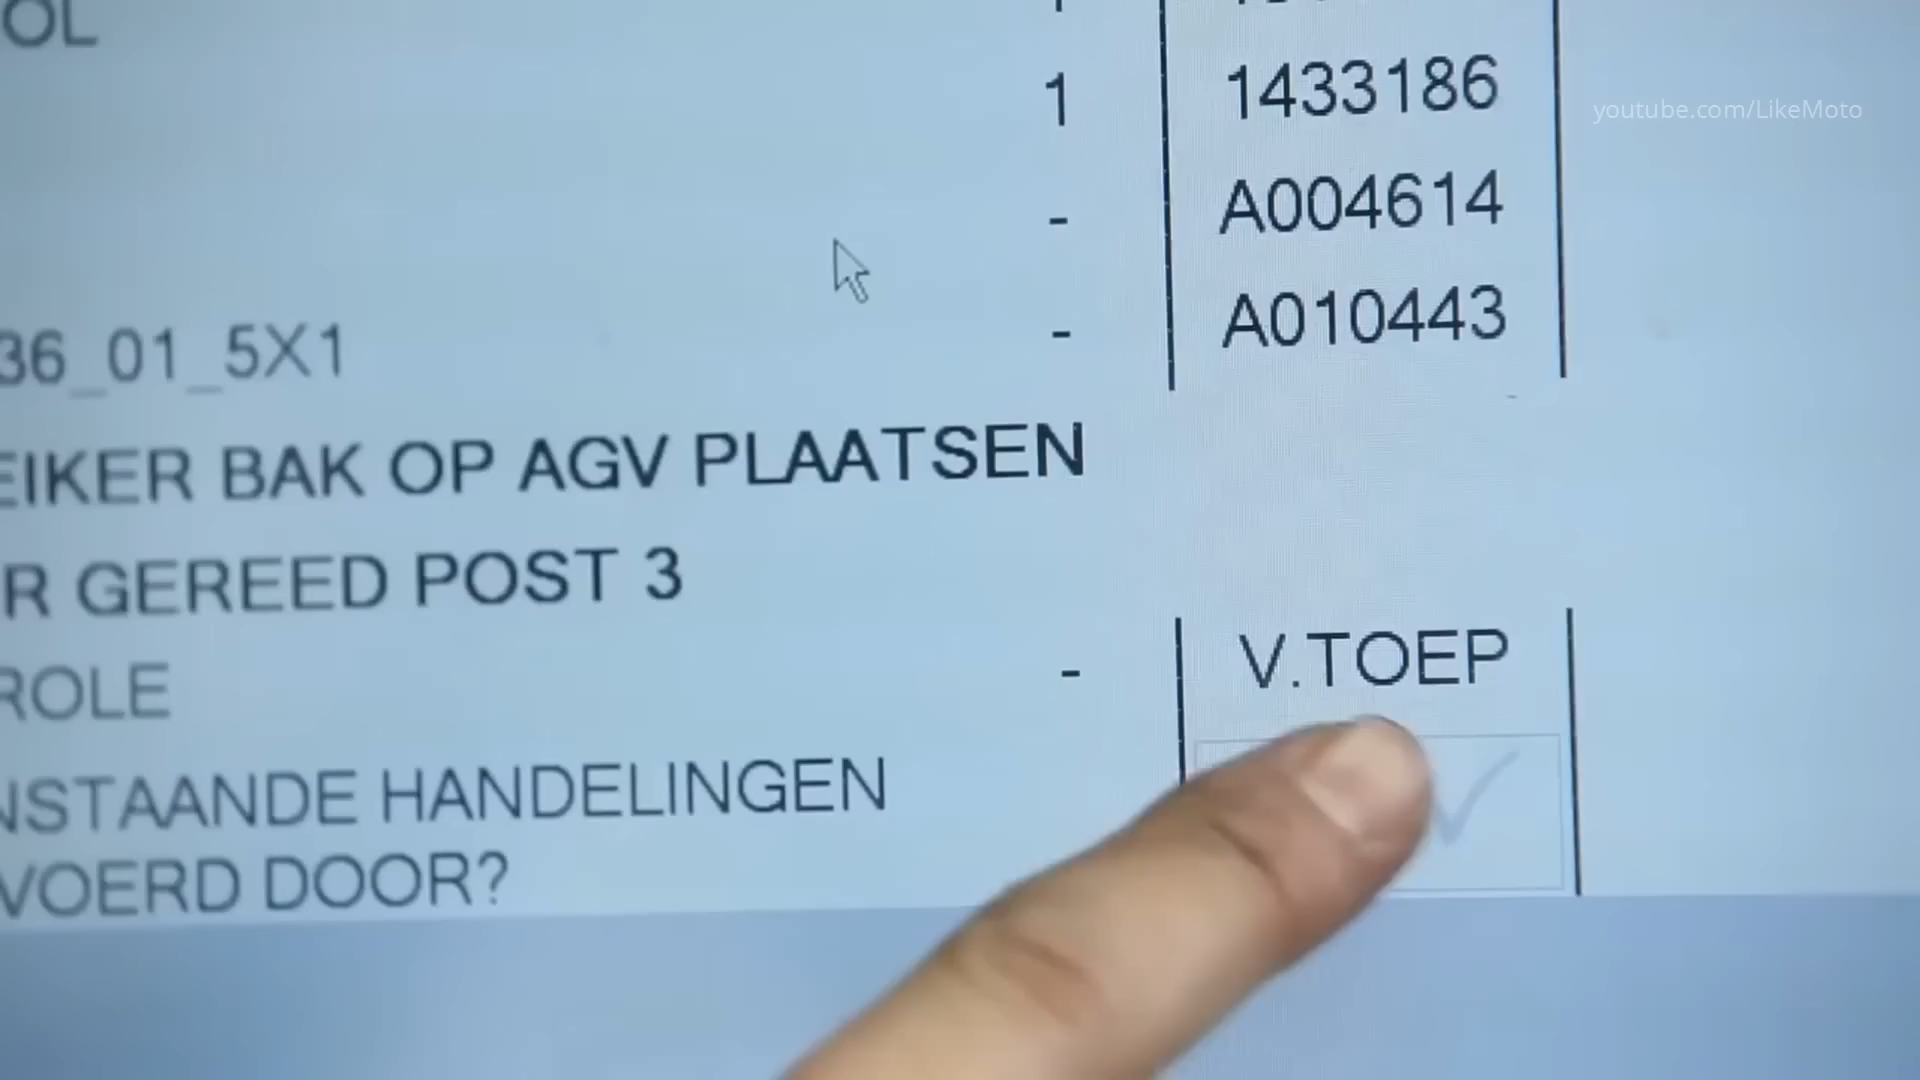 OL
1 1433186
youtube.com/LikeMoto
- A004614
36_01_5X1 - A010443
EIKER BAK OP AGV PLAATSEN
R GEREED POST 3
ROLE - V.TOEP
NSTAANDE HANDELINGEN
VOERD DOOR?